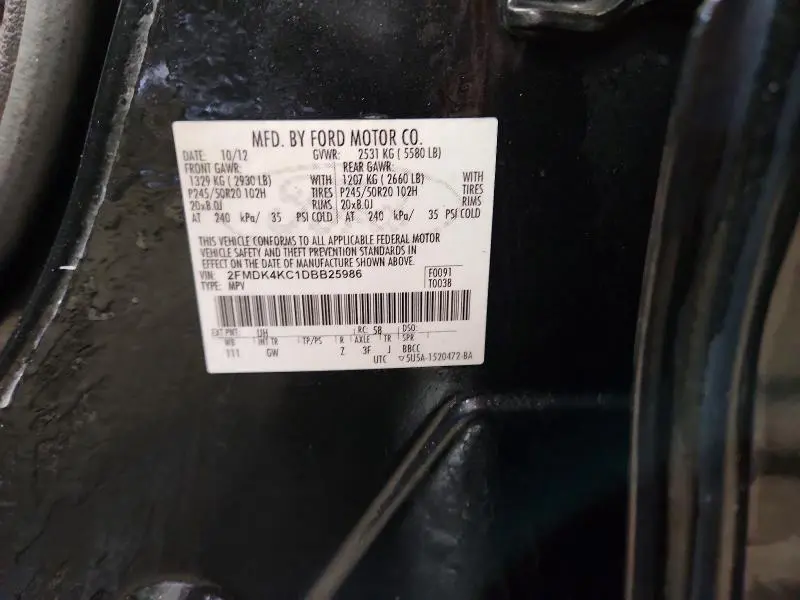 MFD. BY FORD MOTOR CO.
DATE: 10/12 GVWR: 2531 KG ( 5580 LB)
FRONT GAWR: REAR GAWR:
1329 KG ( 2930 LB) WITH 1207 KG ( 2660 LB) WITH
P245/50R20 102H TIRES P245/50R20 102H TIRES
20x8.0J RIMS 20x8.0J RIMS
AT 240 kPa/ 35 PSI COLD AT 240 kPa/ 35 PSI COLD
THIS VEHICLE CONFORMS TO ALL APPLICABLE FEDERAL MOTOR
VEHICLE SAFETY AND THEFT PREVENTION STANDARDS IN
EFFECT ON THE DATE OF MANUFACTURE SHOWN ABOVE.
VIN: 2FMDK4KC1DBB25986 F0091
TYPE: MPV T0038
EXT PNT: UH RC: 58 DSO:
WB INT TR TP/PS R AXLE TR SPR
111 GW Z 3F J BBCC
UTC ▽5U5A-1520472-BA